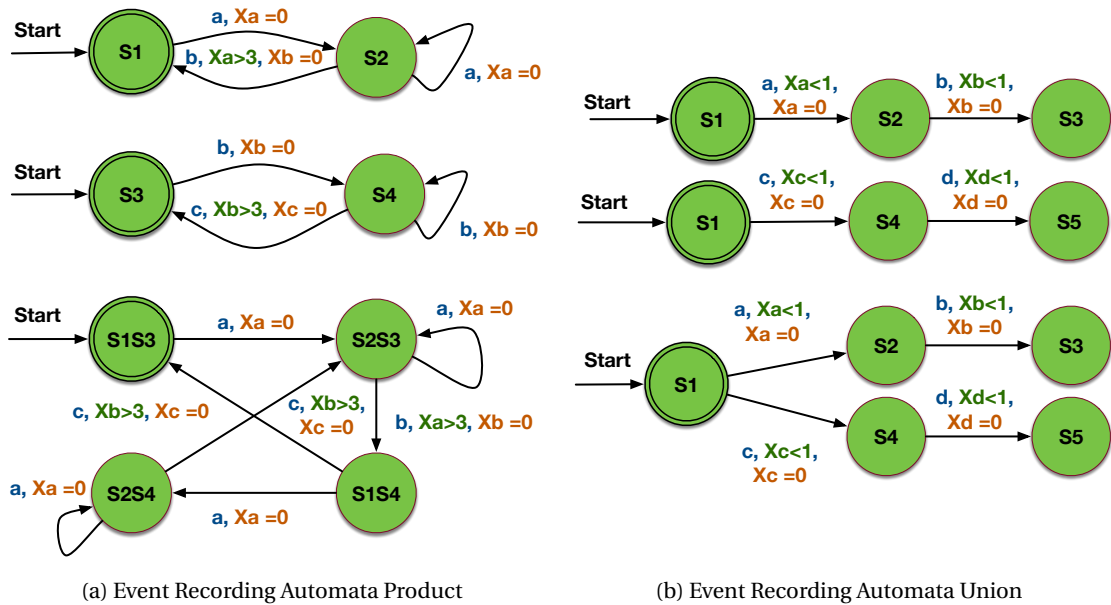 a, Xa =0
Start
S1
b, Xa>3, Xb =0
S2
a, Xa =0
b, Xb =0
Start
S3
c, Xb>3, Xc =0
S4
b, Xb =0
Start
S1S3
a, Xa =0
S2S3
a, Xa =0
c, Xb>3, Xc =0
c, Xb>3,
Xc =0
b, Xa>3, Xb =0
a, Xa =0
S2S4
S1S4
a, Xa =0
(a) Event Recording Automata Product
Start
S1
a, Xa<1,
Xa =0
S2
b, Xb<1,
Xb =0
S3
Start
S1
c, Xc<1,
Xc =0
S4
d, Xd<1,
Xd =0
S5
Start
S1
a, Xa<1,
Xa =0
S2
b, Xb<1,
Xb =0
S3
c, Xc<1,
Xc =0
S4
d, Xd<1,
Xd =0
S5
(b) Event Recording Automata Union